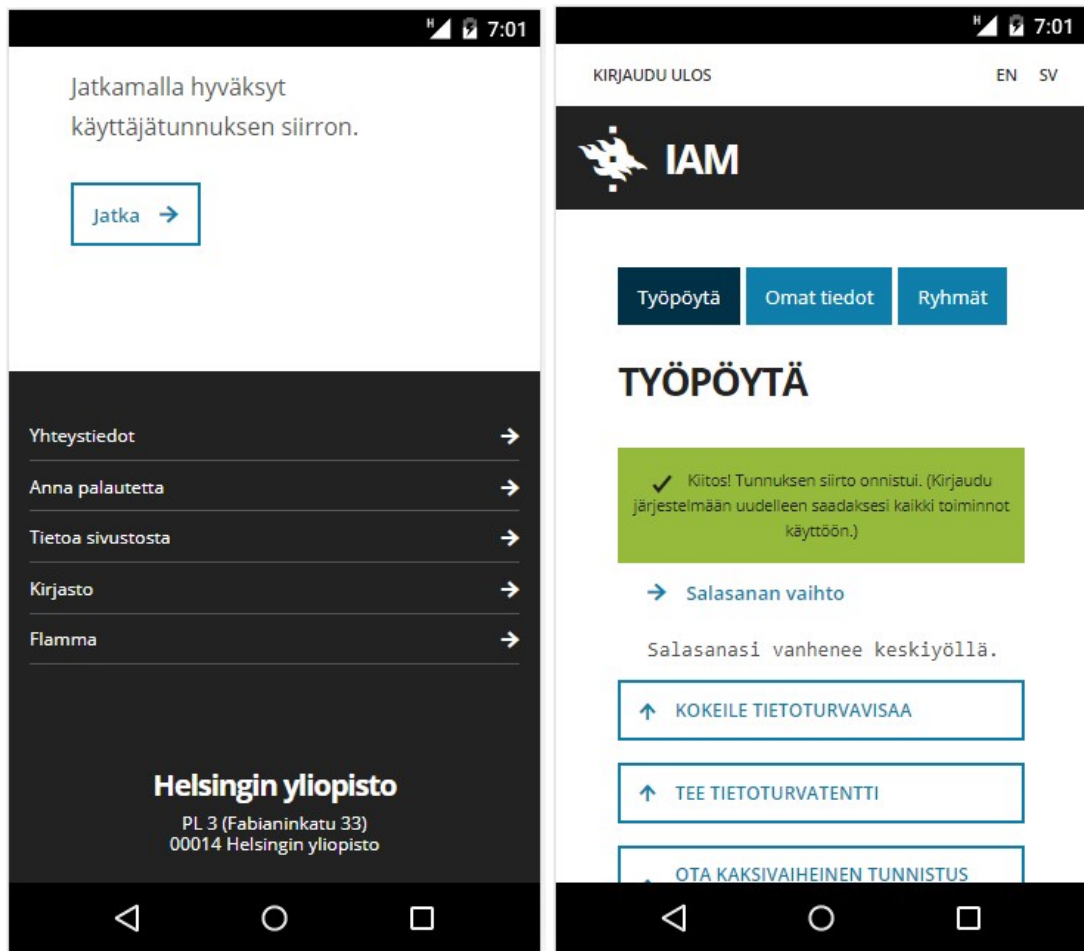 H 7:01
Jatkamalla hyväksyt
käyttäjätunnuksen siirron.
Jatka
Yhteystiedot
Anna palautetta
Tietoa sivustosta
Kirjasto
Flamma
Helsingin yliopisto
PL 3 (Fabianinkatu 33)
00014 Helsingin yliopisto
H 7:01
KIRJAUDU ULOS EN SV
IAM
Työpöytä Omat tiedot Ryhmät
TYÖPÖYTÄ
Kiitos! Tunnuksen siirto onnistui. (Kirjaudu
järjestelmään uudelleen saadaksesi kaikki toiminnot
käyttöön.)
Salasanan vaihto
Salasanasi vanhenee keskiyöllä.
KOKEILE TIETOTURVAVISAA
TEE TIETOTURVATENTTI
OTA KAKSIVAIHEINEN TUNNISTUS